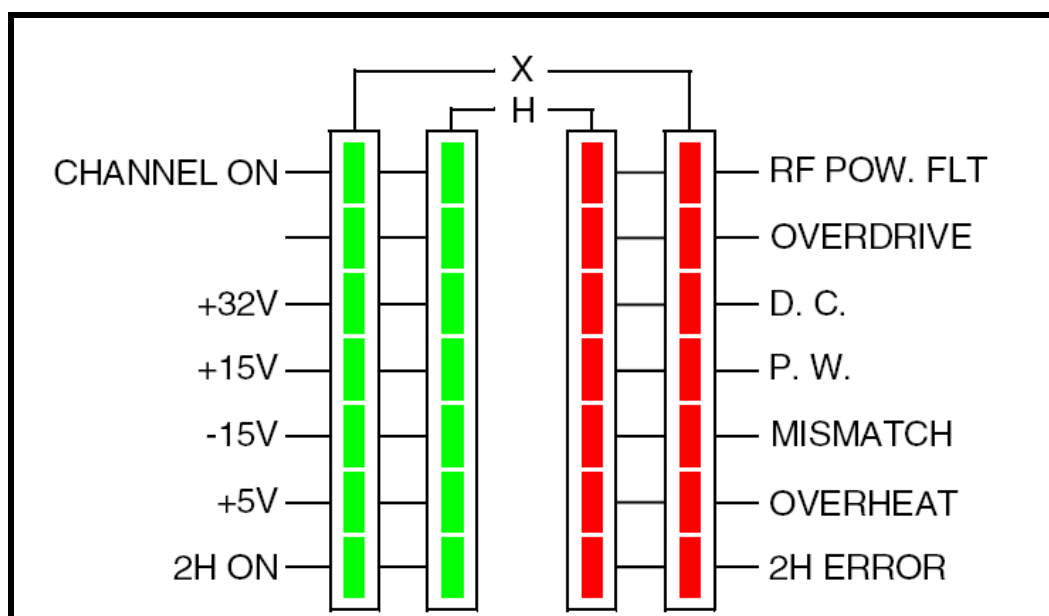 X
H
CHANNEL ON
RF POW. FLT
OVERDRIVE
+32V
D. C.
+15V
P. W.
-15V
MISMATCH
+5V
OVERHEAT
2H ON
2H ERROR